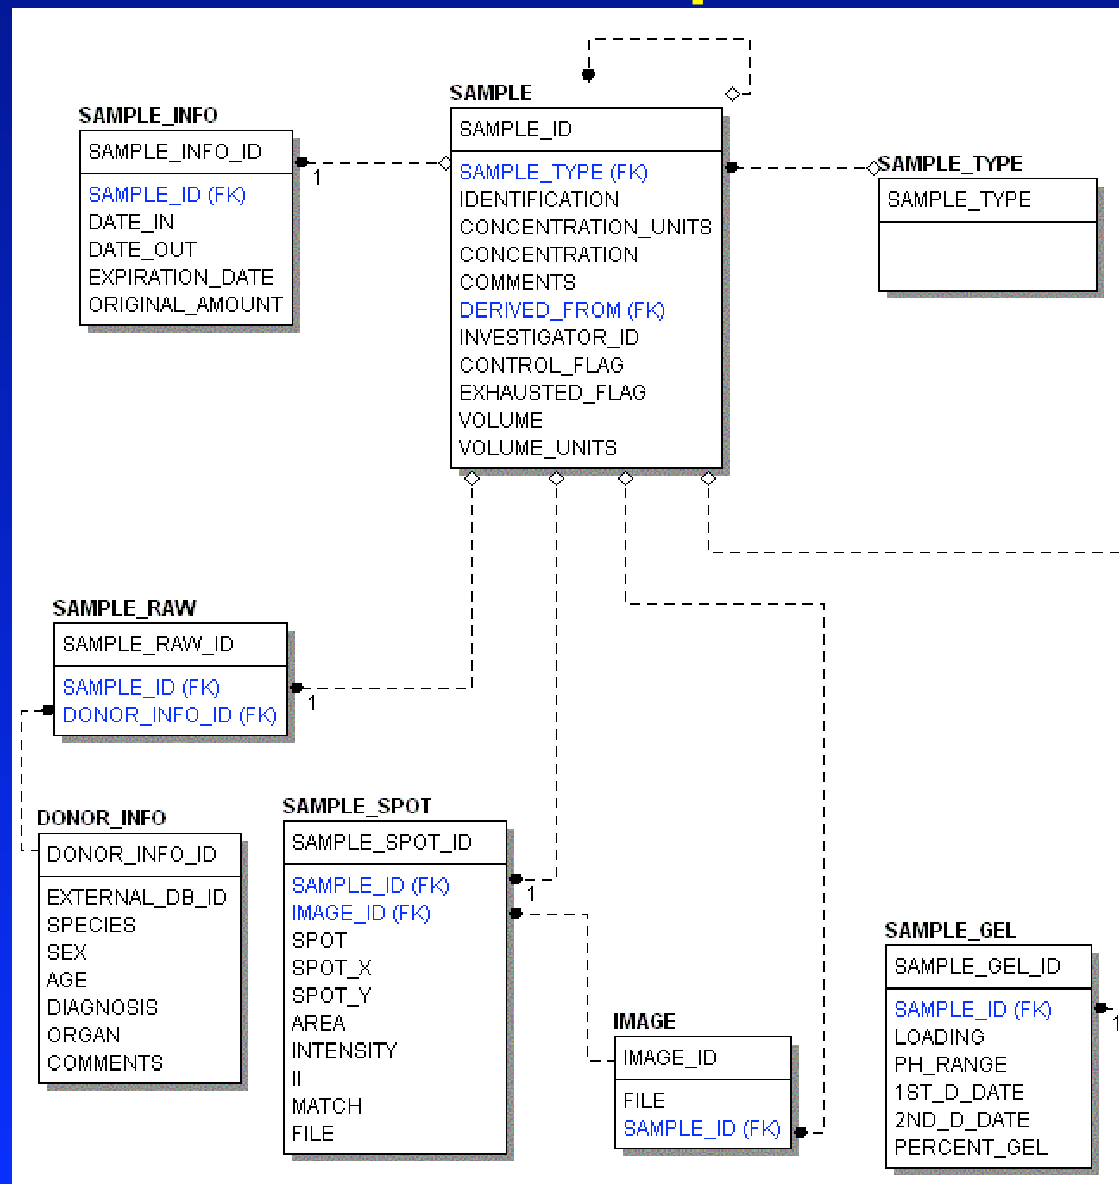 SAMPLE_INFO
SAMPLE_INFO_ID
SAMPLE_ID (FK)
DATE_IN
DATE_OUT
EXPIRATION_DATE
ORIGINAL_AMOUNT
1
SAMPLE
SAMPLE_ID
SAMPLE_TYPE (FK)
IDENTIFICATION
CONCENTRATION_UNITS
CONCENTRATION
COMMENTS
DERIVED_FROM (FK)
INVESTIGATOR_ID
CONTROL_FLAG
EXHAUSTED_FLAG
VOLUME
VOLUME_UNITS
SAMPLE_TYPE
SAMPLE_TYPE
SAMPLE_RAW
SAMPLE_RAW_ID
SAMPLE_ID (FK)
DONOR_INFO_ID (FK)
1
DONOR_INFO
DONOR_INFO_ID
EXTERNAL_DB_ID
SPECIES
SEX
AGE
DIAGNOSIS
ORGAN
COMMENTS
SAMPLE_SPOT
SAMPLE_SPOT_ID
SAMPLE_ID (FK)
IMAGE_ID (FK)
SPOT
SPOT_X
SPOT_Y
AREA
INTENSITY
II
MATCH
FILE
1
IMAGE
IMAGE_ID
FILE
SAMPLE_ID (FK)
SAMPLE_GEL
SAMPLE_GEL_ID
SAMPLE_ID (FK)
LOADING
PH_RANGE
1ST_D_DATE
2ND_D_DATE
PERCENT_GEL
1